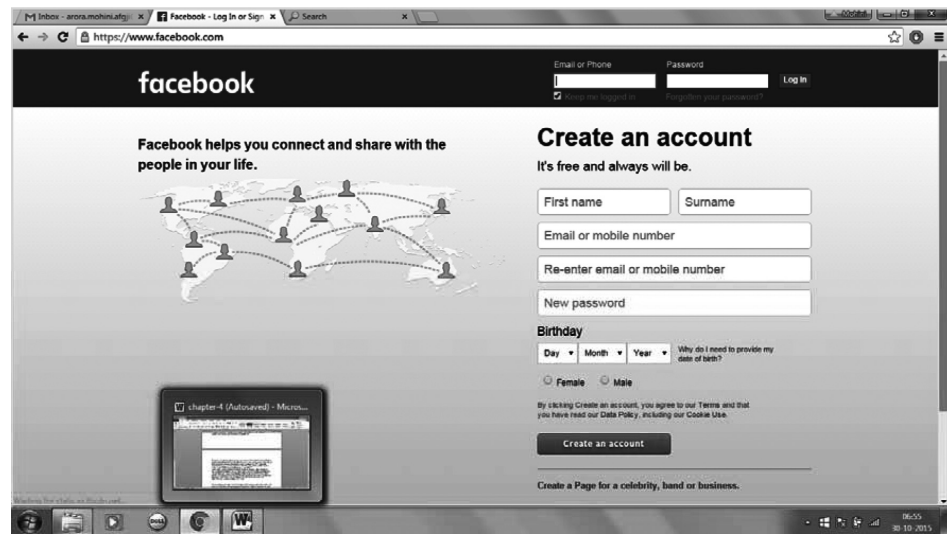 Inbox - arora.mohini.afgji
Facebook - Log In or Sign
Search
Mohini
https://www.facebook.com
facebook
Email or Phone
Password
Log In
Keep me logged in
Forgotten your password?
Facebook helps you connect and share with the
people in your life.
Create an account
It's free and always will be.
First name
Surname
Email or mobile number
Re-enter email or mobile number
New password
Birthday
Day
Month
Year
Why do I need to provide my
date of birth?
Female
Male
By clicking Create an account, you agree to our Terms and that
you have read our Data Policy, including our Cookie Use.
Create an account
Create a Page for a celebrity, band or business.
chapter-4 (Autosaved) - Micros...
DELL
06:55
30-10-2015